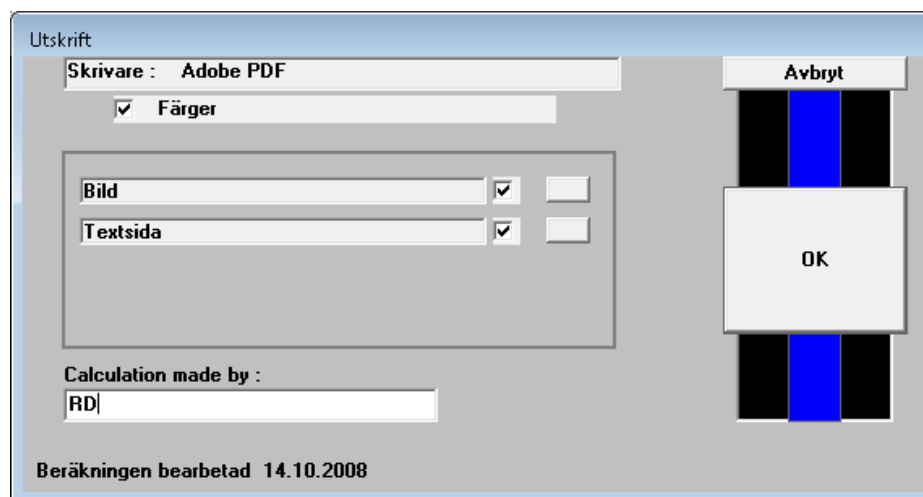 Utskrift
Skrivare : Adobe PDF
Avbryt
Färger
Bild
Textsida
OK
Calculation made by :
RD
Beräkningen bearbetad 14.10.2008